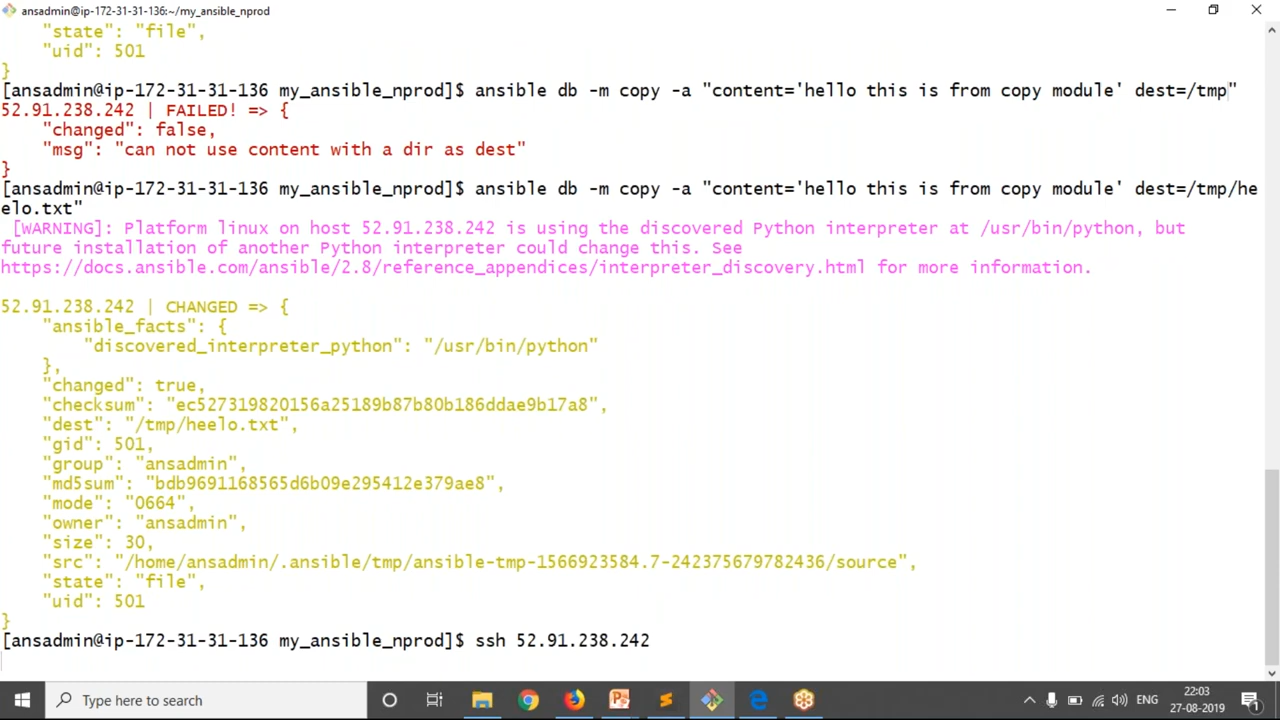 ansadmin@ip-172-31-31-136:~/my_ansible_nprod
    "state": "file",
    "uid": 501
}
[ansadmin@ip-172-31-31-136 my_ansible_nprod]$ ansible db -m copy -a "content='hello this is from copy module' dest=/tmp"
52.91.238.242 | FAILED! => {
    "changed": false,
    "msg": "can not use content with a dir as dest"
}
[ansadmin@ip-172-31-31-136 my_ansible_nprod]$ ansible db -m copy -a "content='hello this is from copy module' dest=/tmp/he
elo.txt"
 [WARNING]: Platform linux on host 52.91.238.242 is using the discovered Python interpreter at /usr/bin/python, but
future installation of another Python interpreter could change this. See
https://docs.ansible.com/ansible/2.8/reference_appendices/interpreter_discovery.html for more information.
52.91.238.242 | CHANGED => {
    "ansible_facts": {
        "discovered_interpreter_python": "/usr/bin/python"
    },
    "changed": true,
    "checksum": "ec527319820156a25189b87b80b186ddae9b17a8",
    "dest": "/tmp/heelo.txt",
    "gid": 501,
    "group": "ansadmin",
    "md5sum": "bdb9691168565d6b09e295412e379ae8",
    "mode": "0664",
    "owner": "ansadmin",
    "size": 30,
    "src": "/home/ansadmin/.ansible/tmp/ansible-tmp-1566923584.7-242375679782436/source",
    "state": "file",
    "uid": 501
}
[ansadmin@ip-172-31-31-136 my_ansible_nprod]$ ssh 52.91.238.242
Type here to search
ENG
22:03
27-08-2019
1